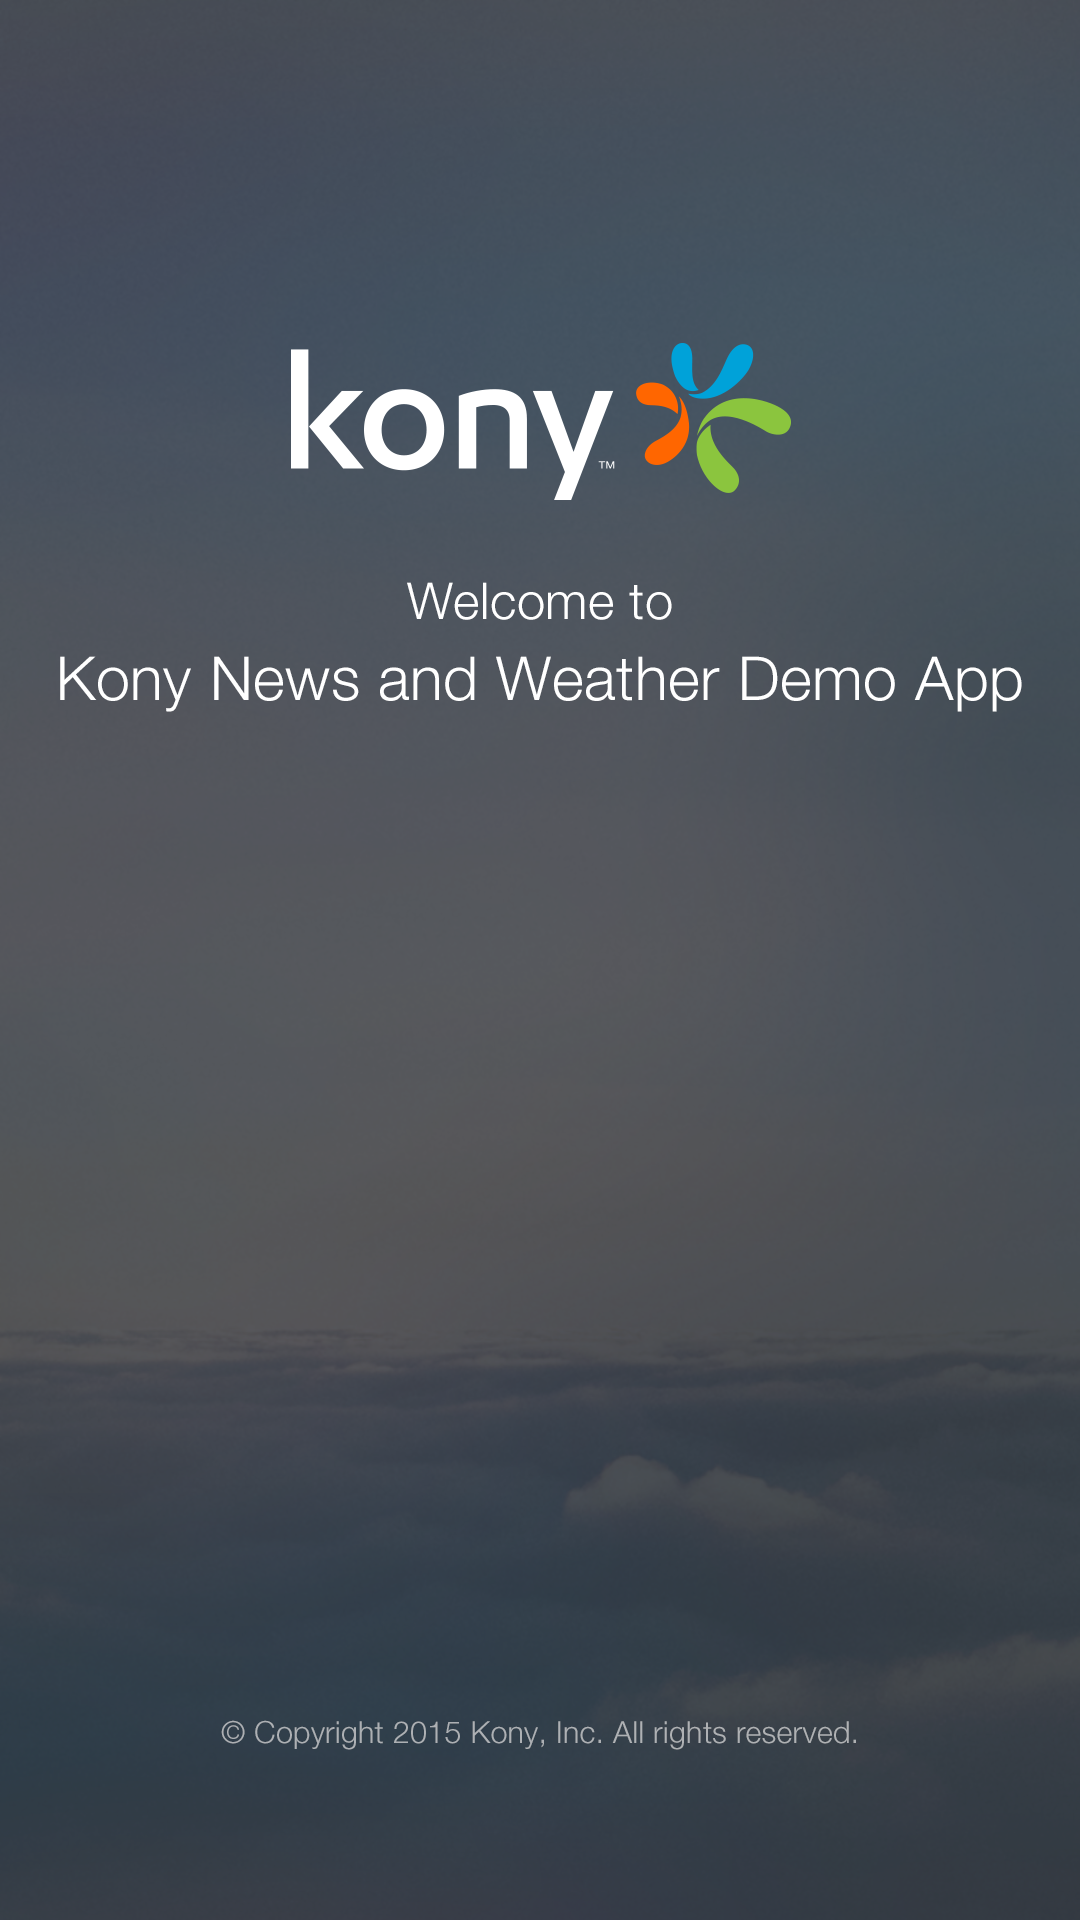 kony™
Welcome to
Kony News and Weather Demo App
© Copyright 2015 Kony, Inc. All rights reserved.